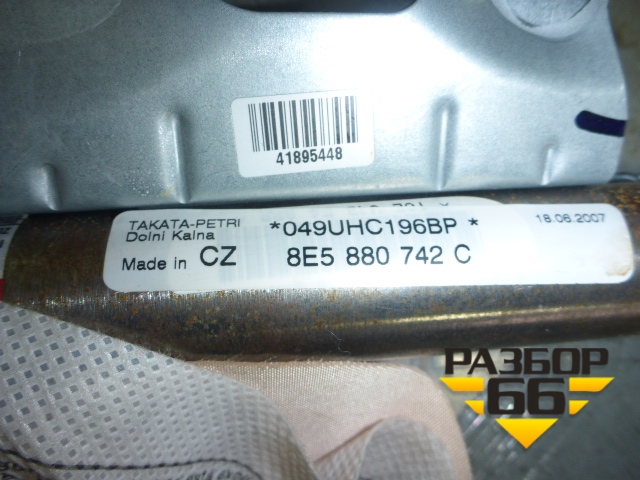 41895448
TAKATA-PETRI
Dolni Kalna
*049UHC196BP *
18.06.2007
Made in CZ
8E5 880 742 C
РАЗБОР
66